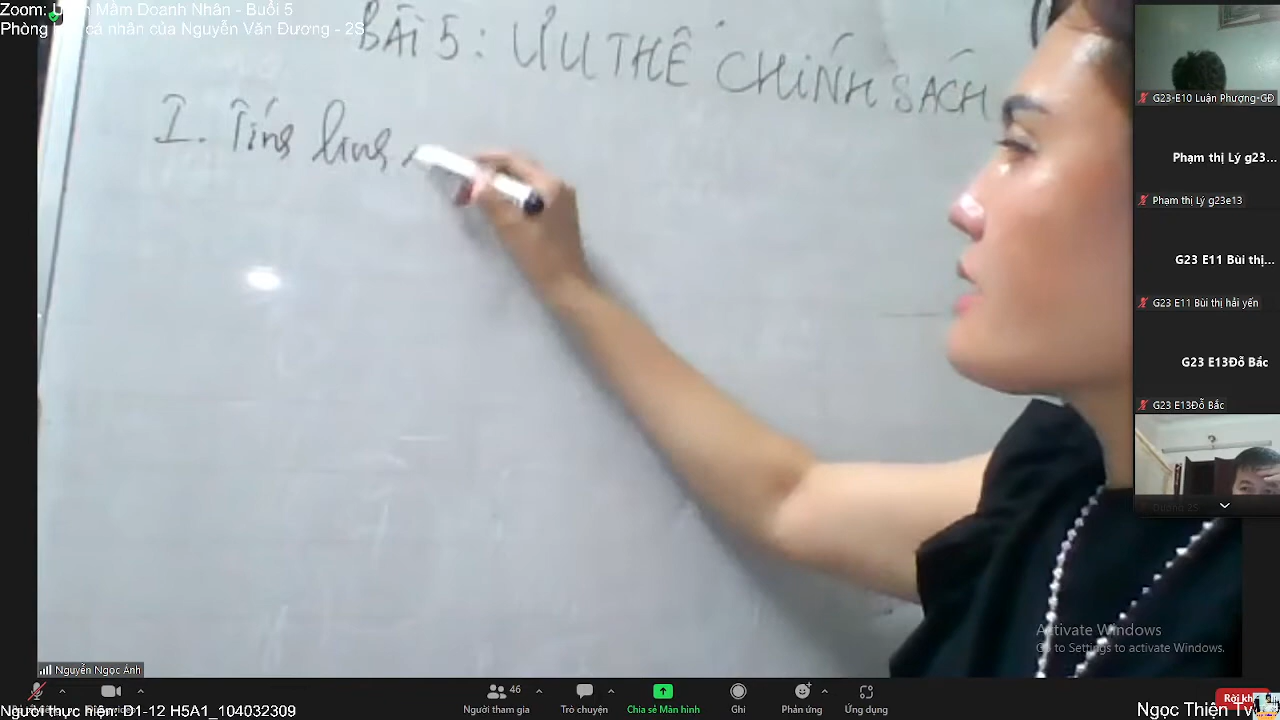 Zoom: Mầm Doanh Nhân - Buổi 5
Phòng cá nhân của Nguyễn Văn Đương - 2S
BÀI 5: ƯU THẾ CHÍNH SÁCH
I.
G23-E10 Luận Phượng-GĐ
Phạm thị Lý g23...
Phạm thị Lý g23e13
G23 E11 Bùi thị...
G23 E11 Bùi thị hải yến
G23 E13Đỗ Bắc
G23 E13Đỗ Bắc
Activate Windows
Go to Settings to activate Windows.
Nguyễn Ngọc Ánh
46
Người tham gia
Trò chuyện
Chia sẻ Màn hình
Ghi
Phản ứng
Ứng dụng
Người thực hiện: D1-12 H5A1_104032309
Ngọc Thiện